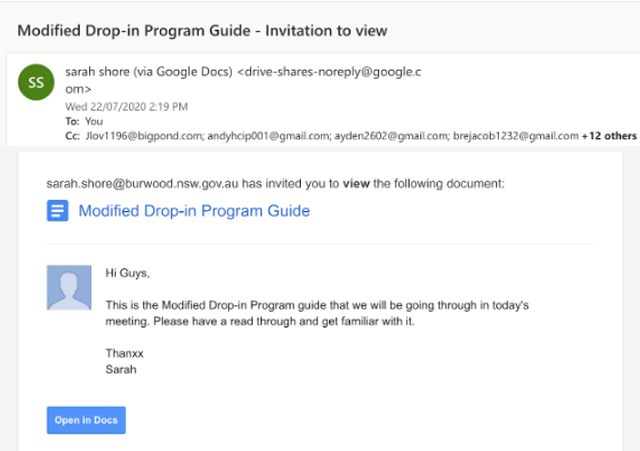 Modified Drop-in Program Guide - Invitation to view
SS
sarah shore (via Google Docs) <drive-shares-noreply@google.c
om>
Wed 22/07/2020 2:19 PM
To: You
Cc: Jlov1196@bigpond.com; andyhcip001@gmail.com; ayden2602@gmail.com; brejacob1232@gmail.com +12 others
sarah.shore@burwood.nsw.gov.au has invited you to view the following document:
Modified Drop-in Program Guide
Hi Guys,
This is the Modified Drop-in Program guide that we will be going through in today's
meeting. Please have a read through and get familiar with it.
Thanxx
Sarah
Open in Docs